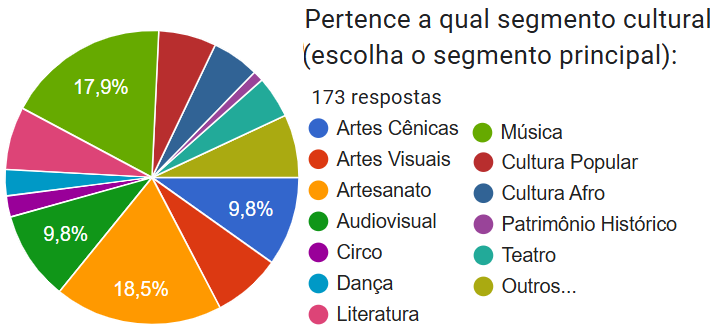 Pertence a qual segmento cultural
(escolha o segmento principal):
173 respostas
Artes Cênicas
Artes Visuais
Artesanato
Audiovisual
Circo
Dança
Literatura
Música
Cultura Popular
Cultura Afro
Patrimônio Histórico
Teatro
Outros...
17,9%
9,8%
9,8%
18,5%